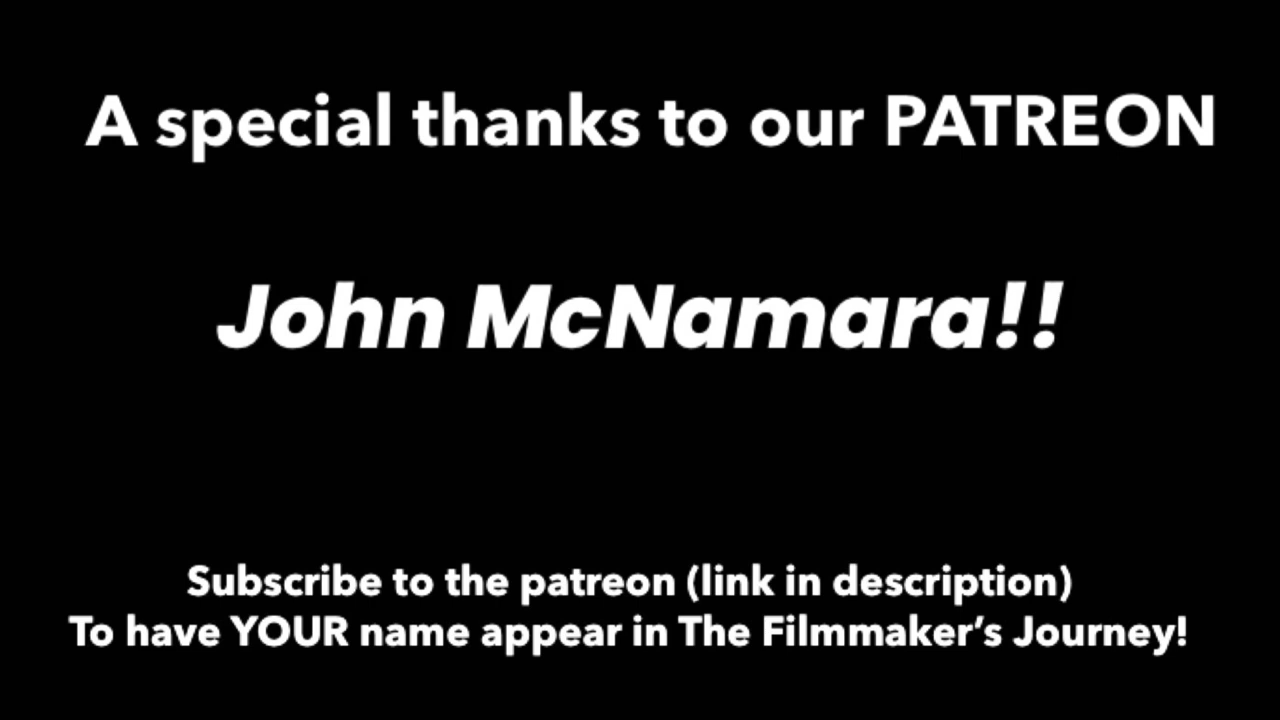 A special thanks to our PATREON
John McNamara!!
Subscribe to the patreon (link in description)
To have YOUR name appear in The Filmmaker’s Journey!